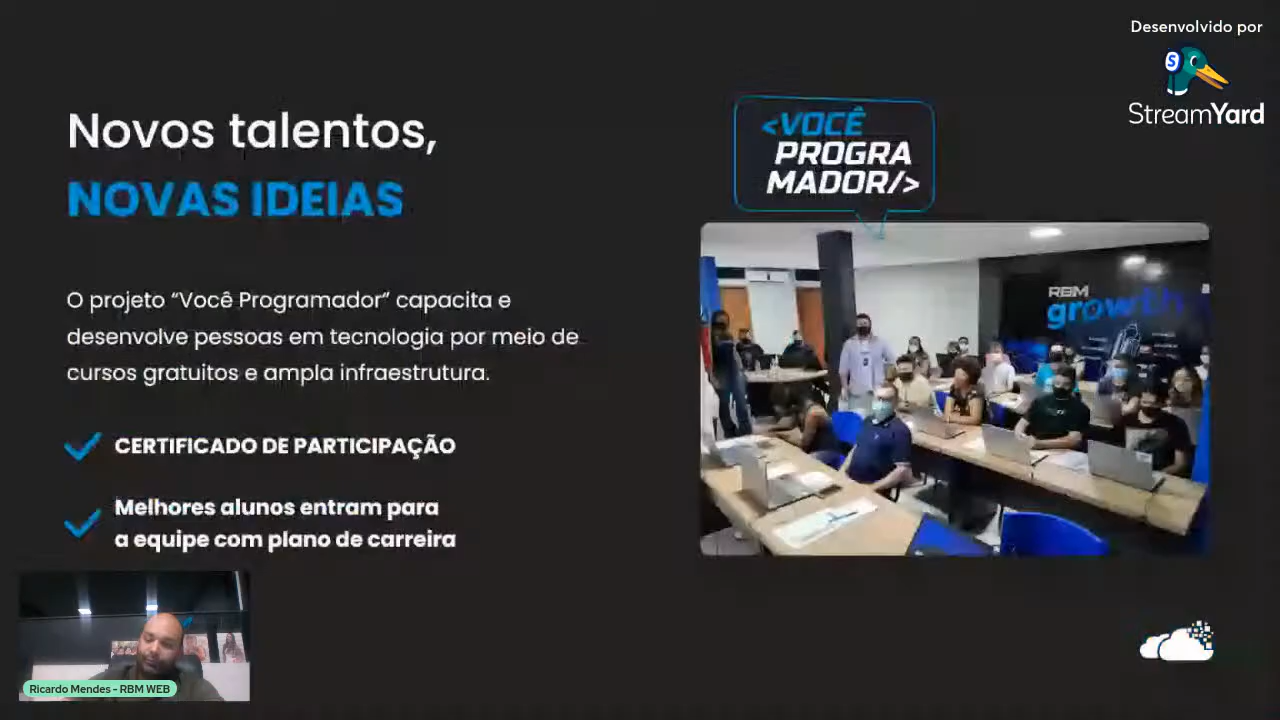 Desenvolvido por
StreamYard
Novos talentos,
NOVAS IDEIAS
<VOCÊ
PROGRA
MADOR/>
O projeto “Você Programador” capacita e
desenvolve pessoas em tecnologia por meio de
cursos gratuitos e ampla infraestrutura.
CERTIFICADO DE PARTICIPAÇÃO
Melhores alunos entram para
a equipe com plano de carreira
RBM
growth
Ricardo Mendes - RBM WEB